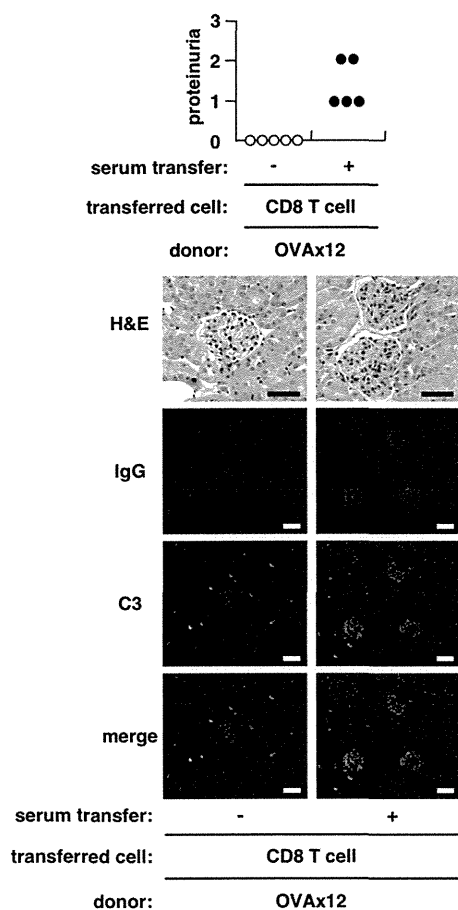 3
2
proteinuria
1
0
serum transfer: - +
transferred cell: CD8 T cell
donor: OVAx12
H&E
IgG
C3
merge
serum transfer: - +
transferred cell: CD8 T cell
donor: OVAx12